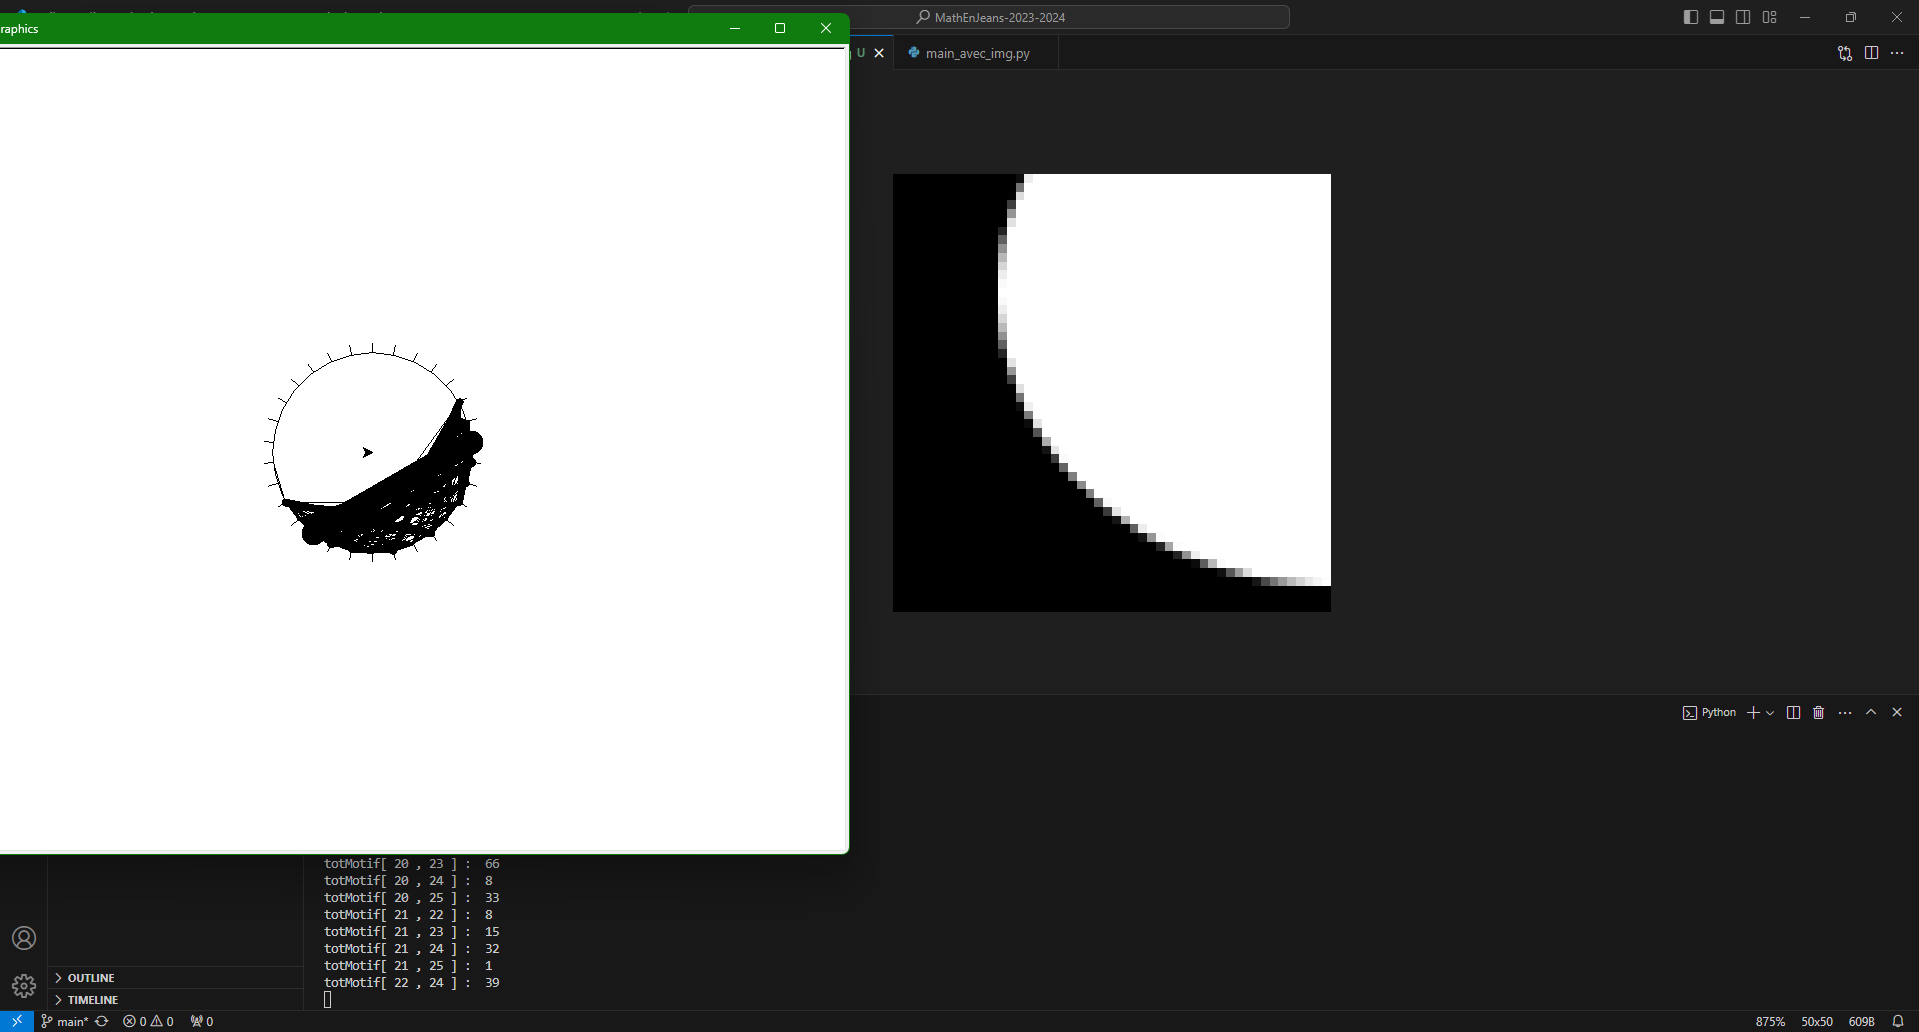 MathEnJeans-2023-2024
raphics
U
main_avec_img.py
Python
totMotif[ 20 , 23 ] :  66
totMotif[ 20 , 24 ] :  8
totMotif[ 20 , 25 ] :  33
totMotif[ 21 , 22 ] :  8
totMotif[ 21 , 23 ] :  15
totMotif[ 21 , 24 ] :  32
totMotif[ 21 , 25 ] :  1
totMotif[ 22 , 24 ] :  39
OUTLINE
TIMELINE
main* 0 0 0 875% 50x50 609B